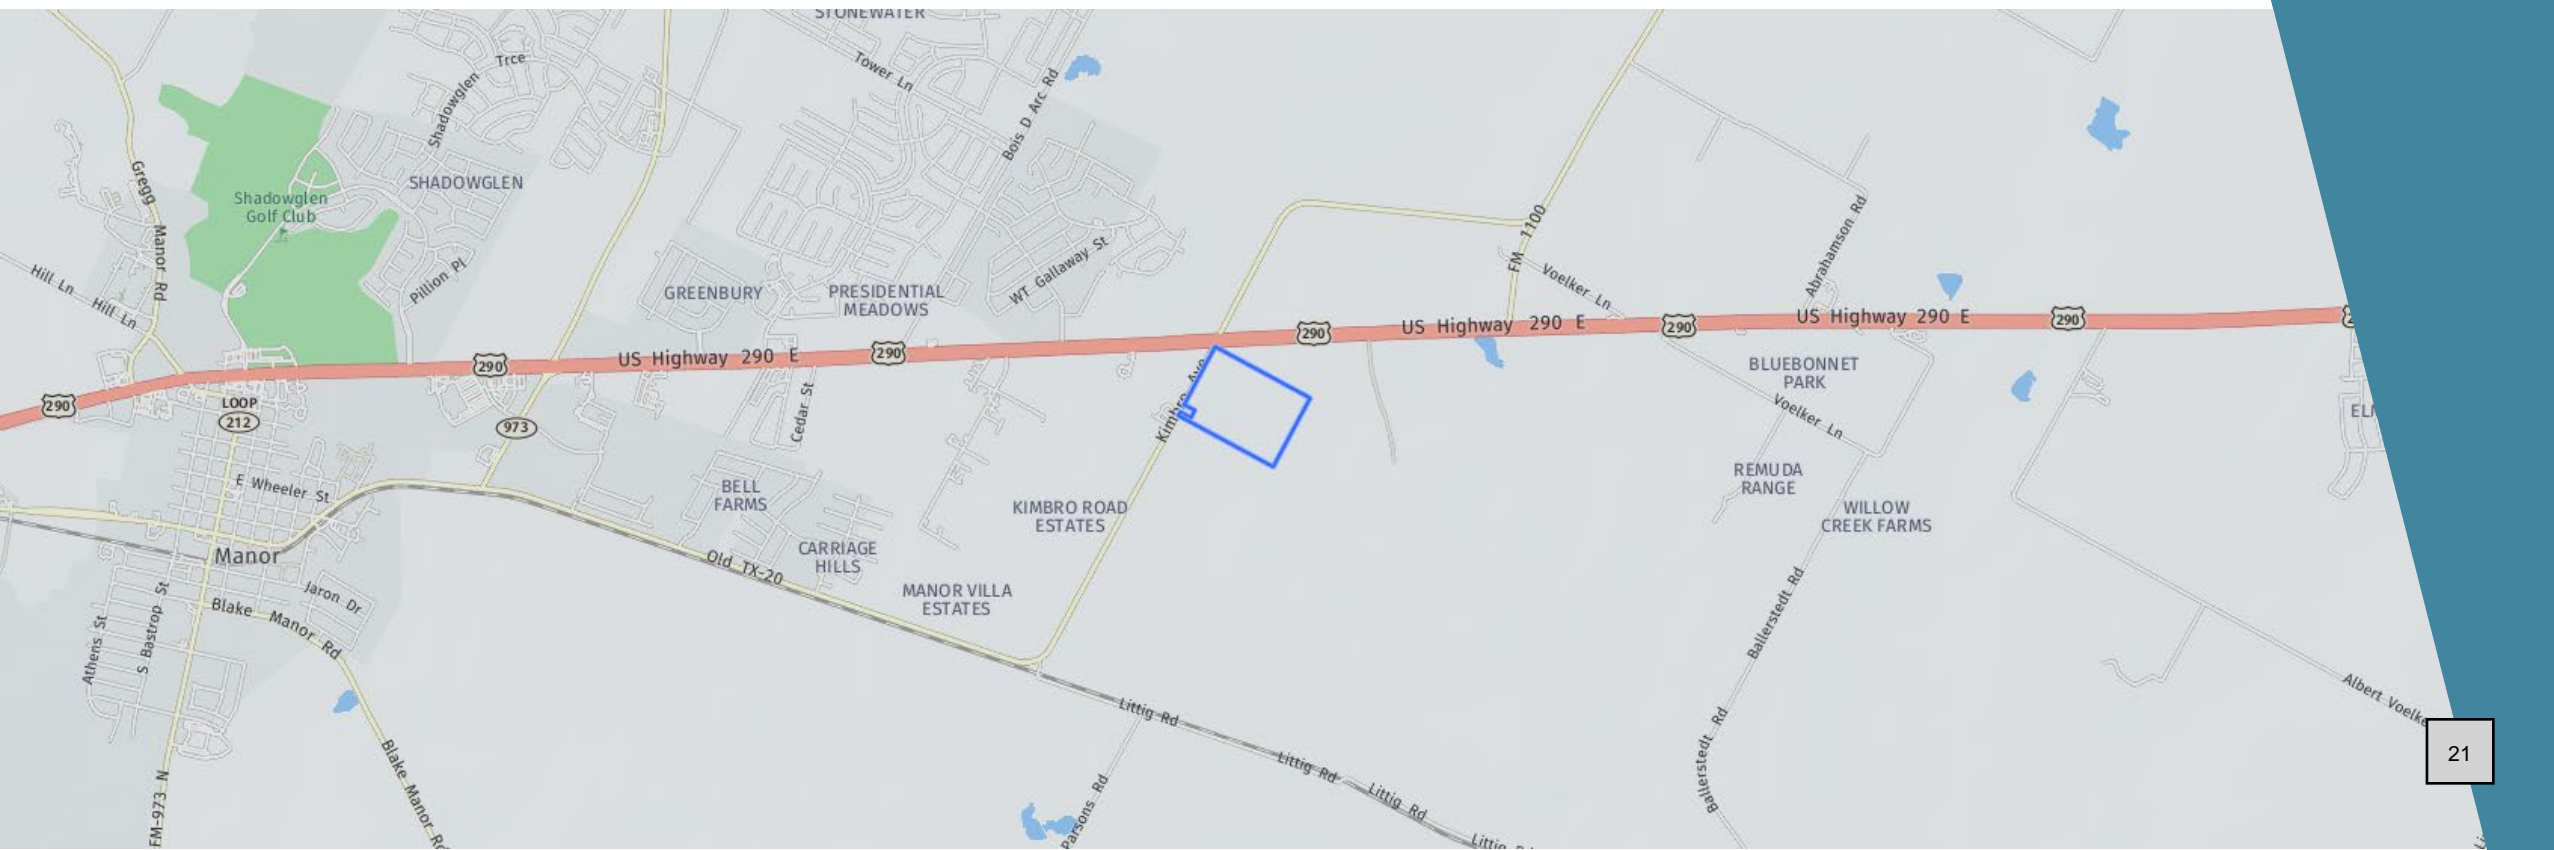 STONEWATER
Tower Ln
Trce
Shadowglen
Bois D Arc Rd
Gregg
Manor Rd
SHADOWGLEN
Shadowglen
Golf Club
Pillion Pl
Hill Ln
Hill Ln
GREENBURY
PRESIDENTIAL
MEADOWS
WT Gallaway St
FM 1100
Voelker Ln
Abrahamson Rd
US Highway 290 E
US Highway 290 E
US Highway 290 E
290
290
290
290
290
290
LOOP
212
973
Cedar St
Kimbro Ave
BLUEBONNET
PARK
Voelker Ln
E Wheeler St
BELL
FARMS
KIMBRO ROAD
ESTATES
REMUDA
RANGE
WILLOW
CREEK FARMS
Manor
Old TX-20
CARRIAGE
HILLS
MANOR VILLA
ESTATES
Jaron Dr
Blake Manor Rd
Athens St
S Bastrop St
Ballerstedt Rd
Ballerstedt Rd
Littig Rd
Littig Rd
Littig Rd
Littig
Parsons Rd
FM-973 N
Blake Manor Rd
Albert Voelke
21